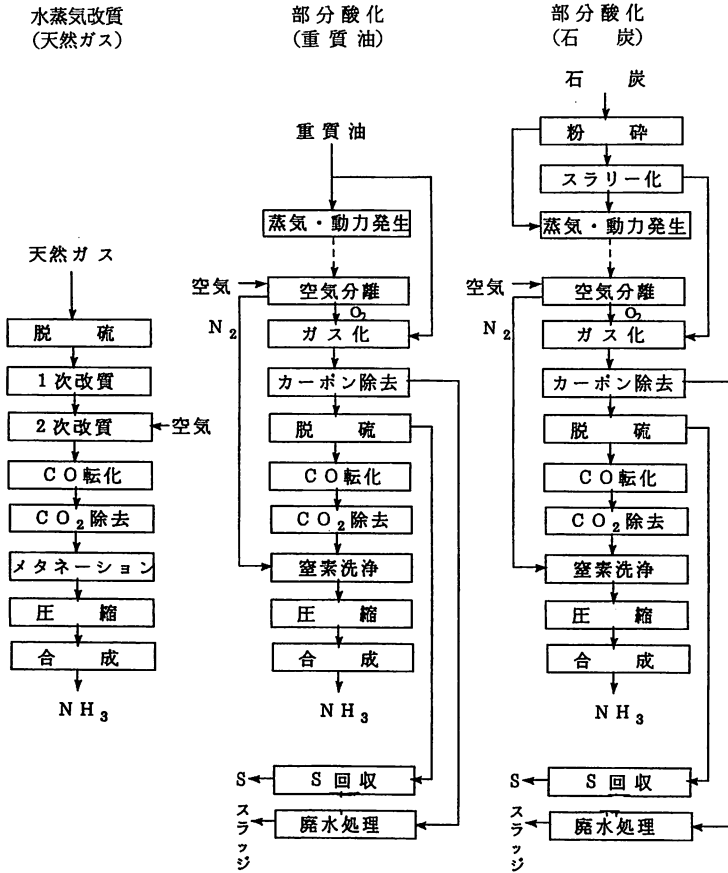 水蒸気改質
(天然ガス)
天然ガス
脱 硫
1次改質
2次改質
空気
CO転化
CO₂除去
メタネーション
圧 縮
合 成
NH₃
部分酸化
(重質油)
重質油
蒸気・動力発生
空気
空気分離
N₂
O₂
ガス化
カーボン除去
脱 硫
CO転化
CO₂除去
窒素洗浄
圧 縮
合 成
NH₃
S
S回収
スラッジ
廃水処理
部分酸化
(石 炭)
石 炭
粉 砕
スラリー化
蒸気・動力発生
空気
空気分離
N₂
O₂
ガス化
カーボン除去
脱 硫
CO転化
CO₂除去
窒素洗浄
圧 縮
合 成
NH₃
S
S回収
スラッジ
廃水処理